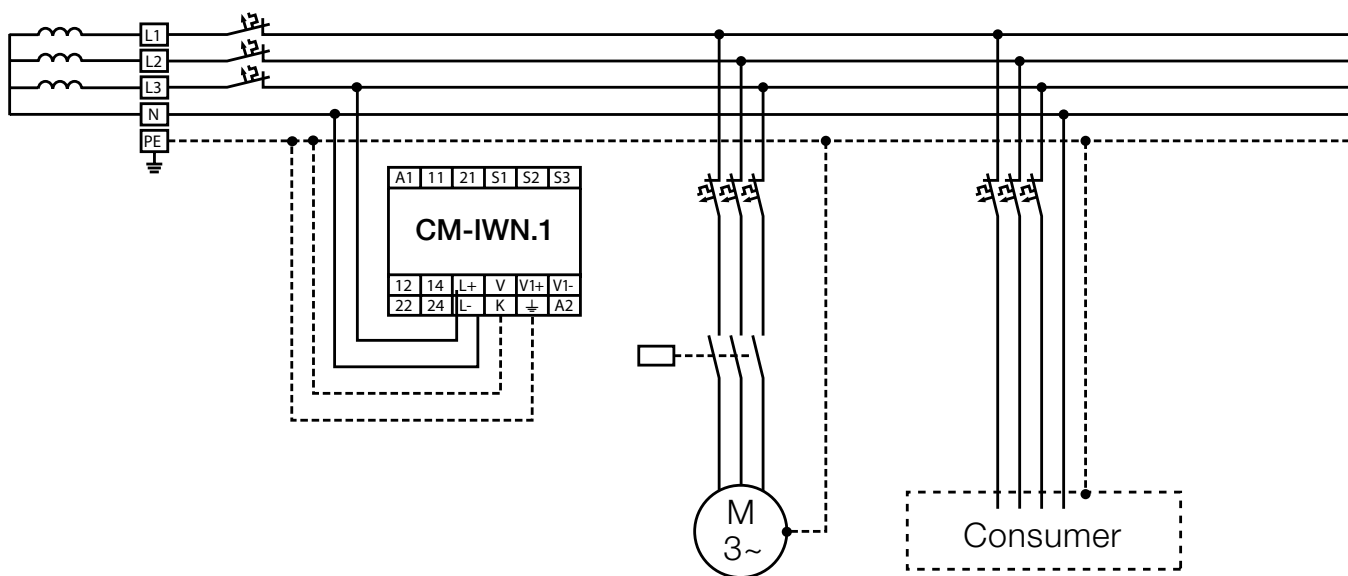 L1
L2
L3
N
PE
A1 11 21 S1 S2 S3
CM-IWN.1
12 14 L+ V V1+ V1-
22 24 L- K ⏚ A2
M
3~
Consumer